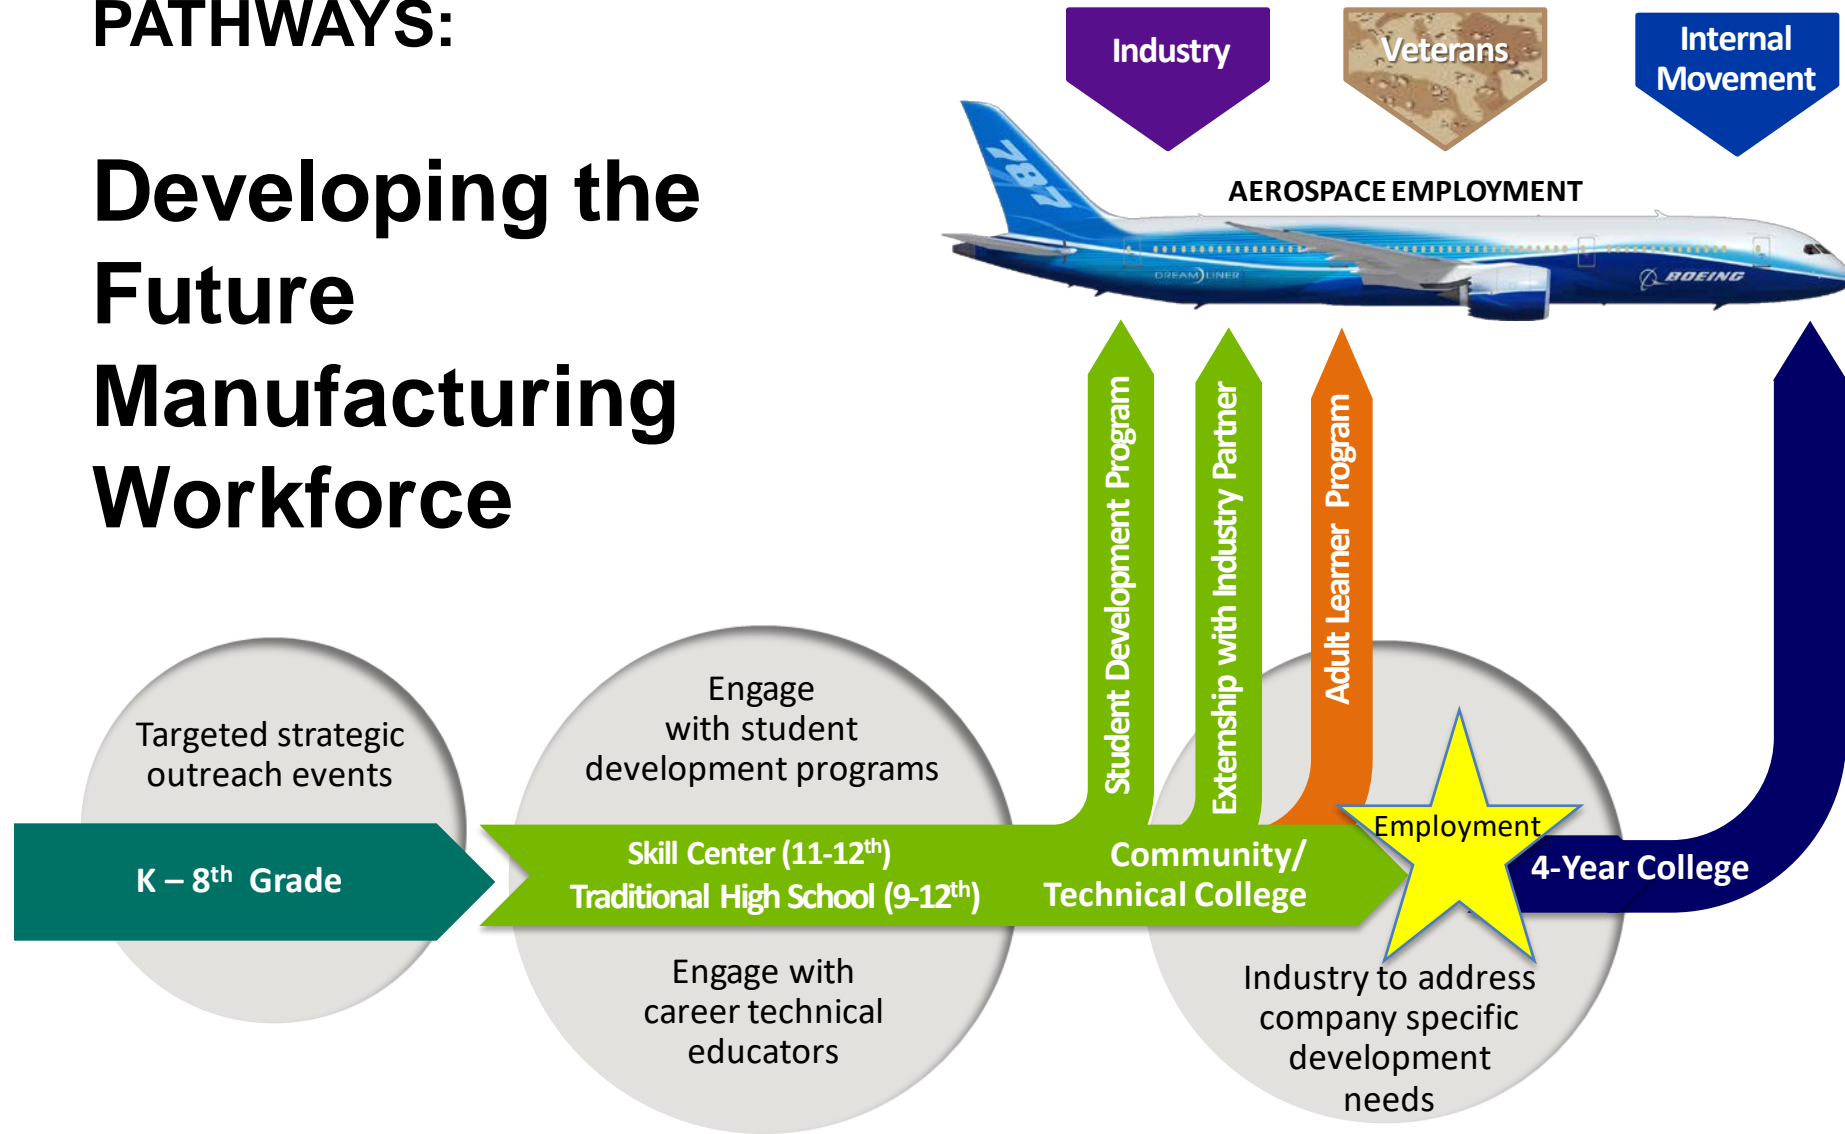 PATHWAYS:
Developing the
Future
Manufacturing
Workforce
Industry
Veterans
Internal
Movement
AEROSPACE EMPLOYMENT
787
DREAMLINER
BOEING
Student Development Program
Externship with Industry Partner
Adult Learner Program
Targeted strategic
outreach events
K – 8th Grade
Engage
with student
development programs
Skill Center (11-12th)
Traditional High School (9-12th)
Engage with
career technical
educators
Community/
Technical College
Employment
4-Year College
Industry to address
company specific
development
needs